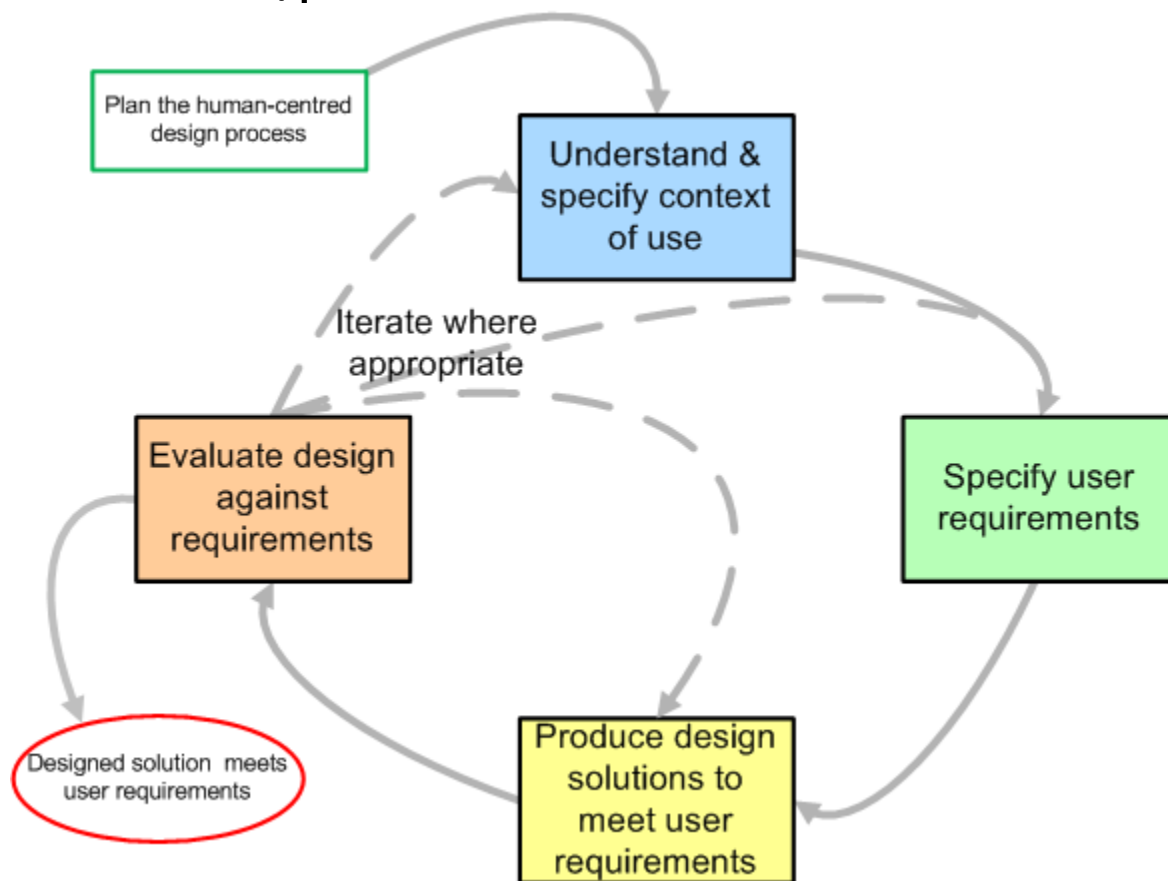 Plan the human-centred
design process
Understand &
specify context
of use
Iterate where
appropriate
Evaluate design
against
requirements
Specify user
requirements
Designed solution meets
user requirements
Produce design
solutions to
meet user
requirements